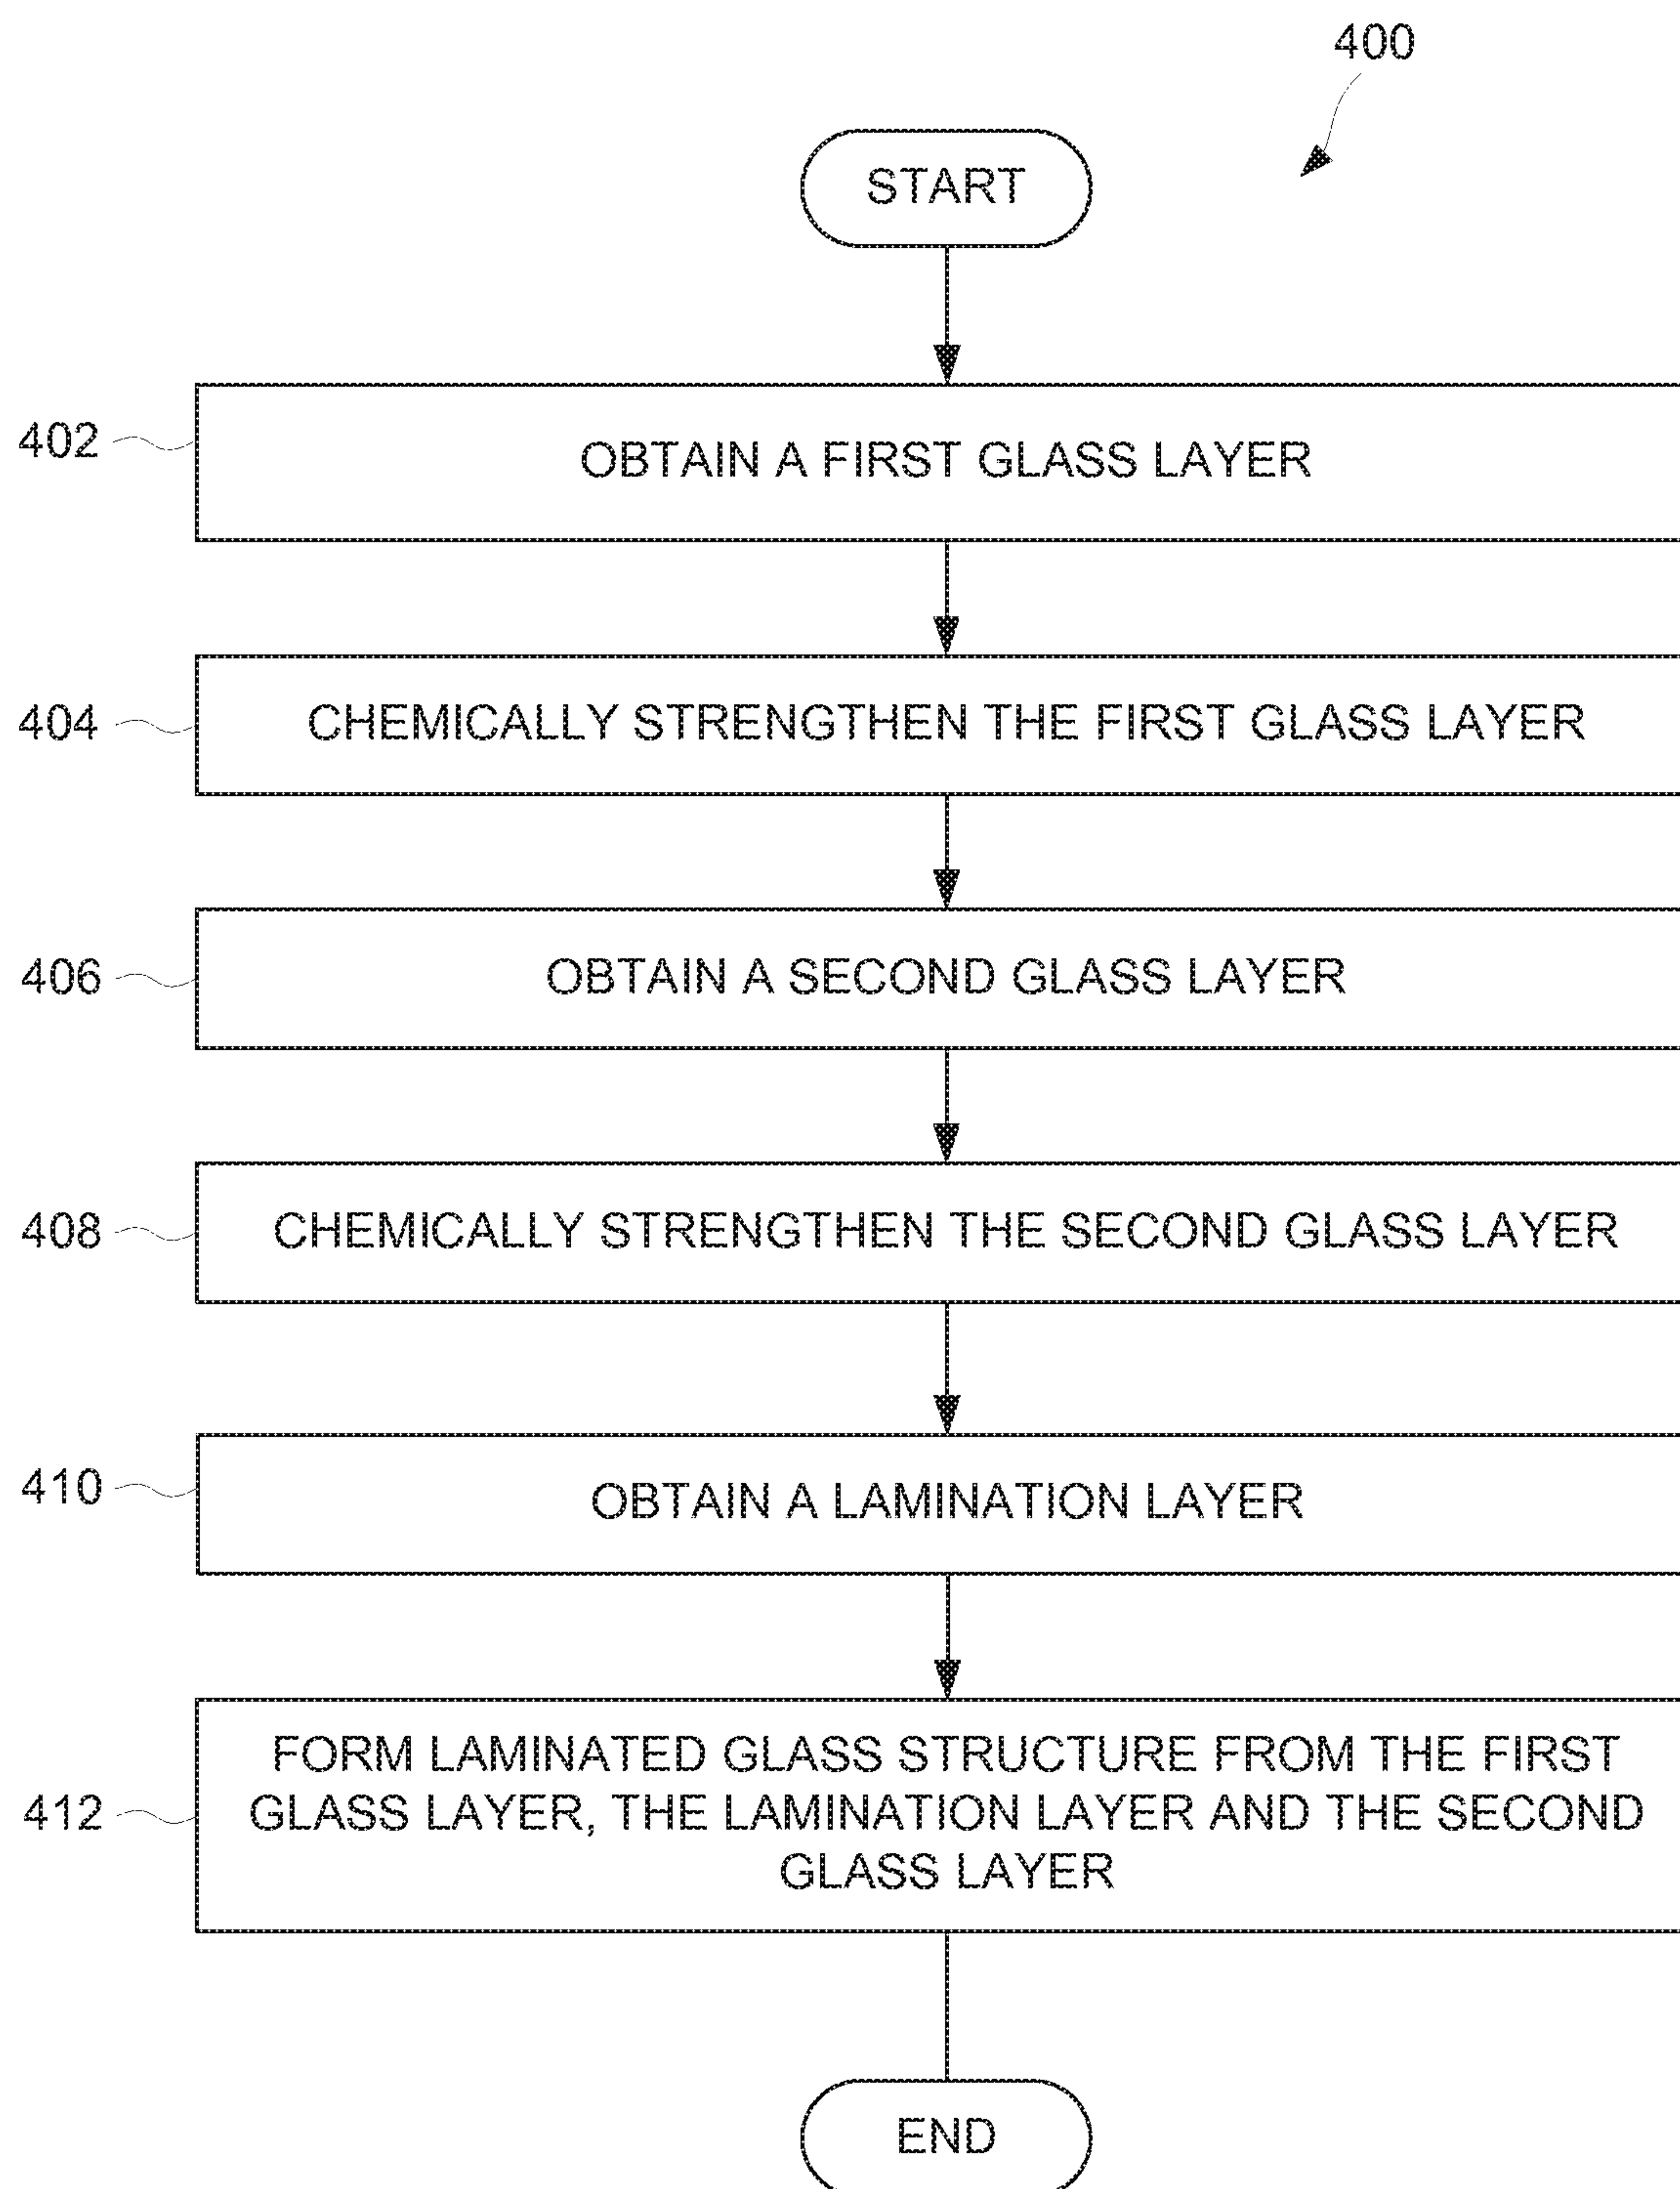 400
START
402
OBTAIN A FIRST GLASS LAYER
404
CHEMICALLY STRENGTHEN THE FIRST GLASS LAYER
406
OBTAIN A SECOND GLASS LAYER
408
CHEMICALLY STRENGTHEN THE SECOND GLASS LAYER
410
OBTAIN A LAMINATION LAYER
412
FORM LAMINATED GLASS STRUCTURE FROM THE FIRST
GLASS LAYER, THE LAMINATION LAYER AND THE SECOND
GLASS LAYER
END